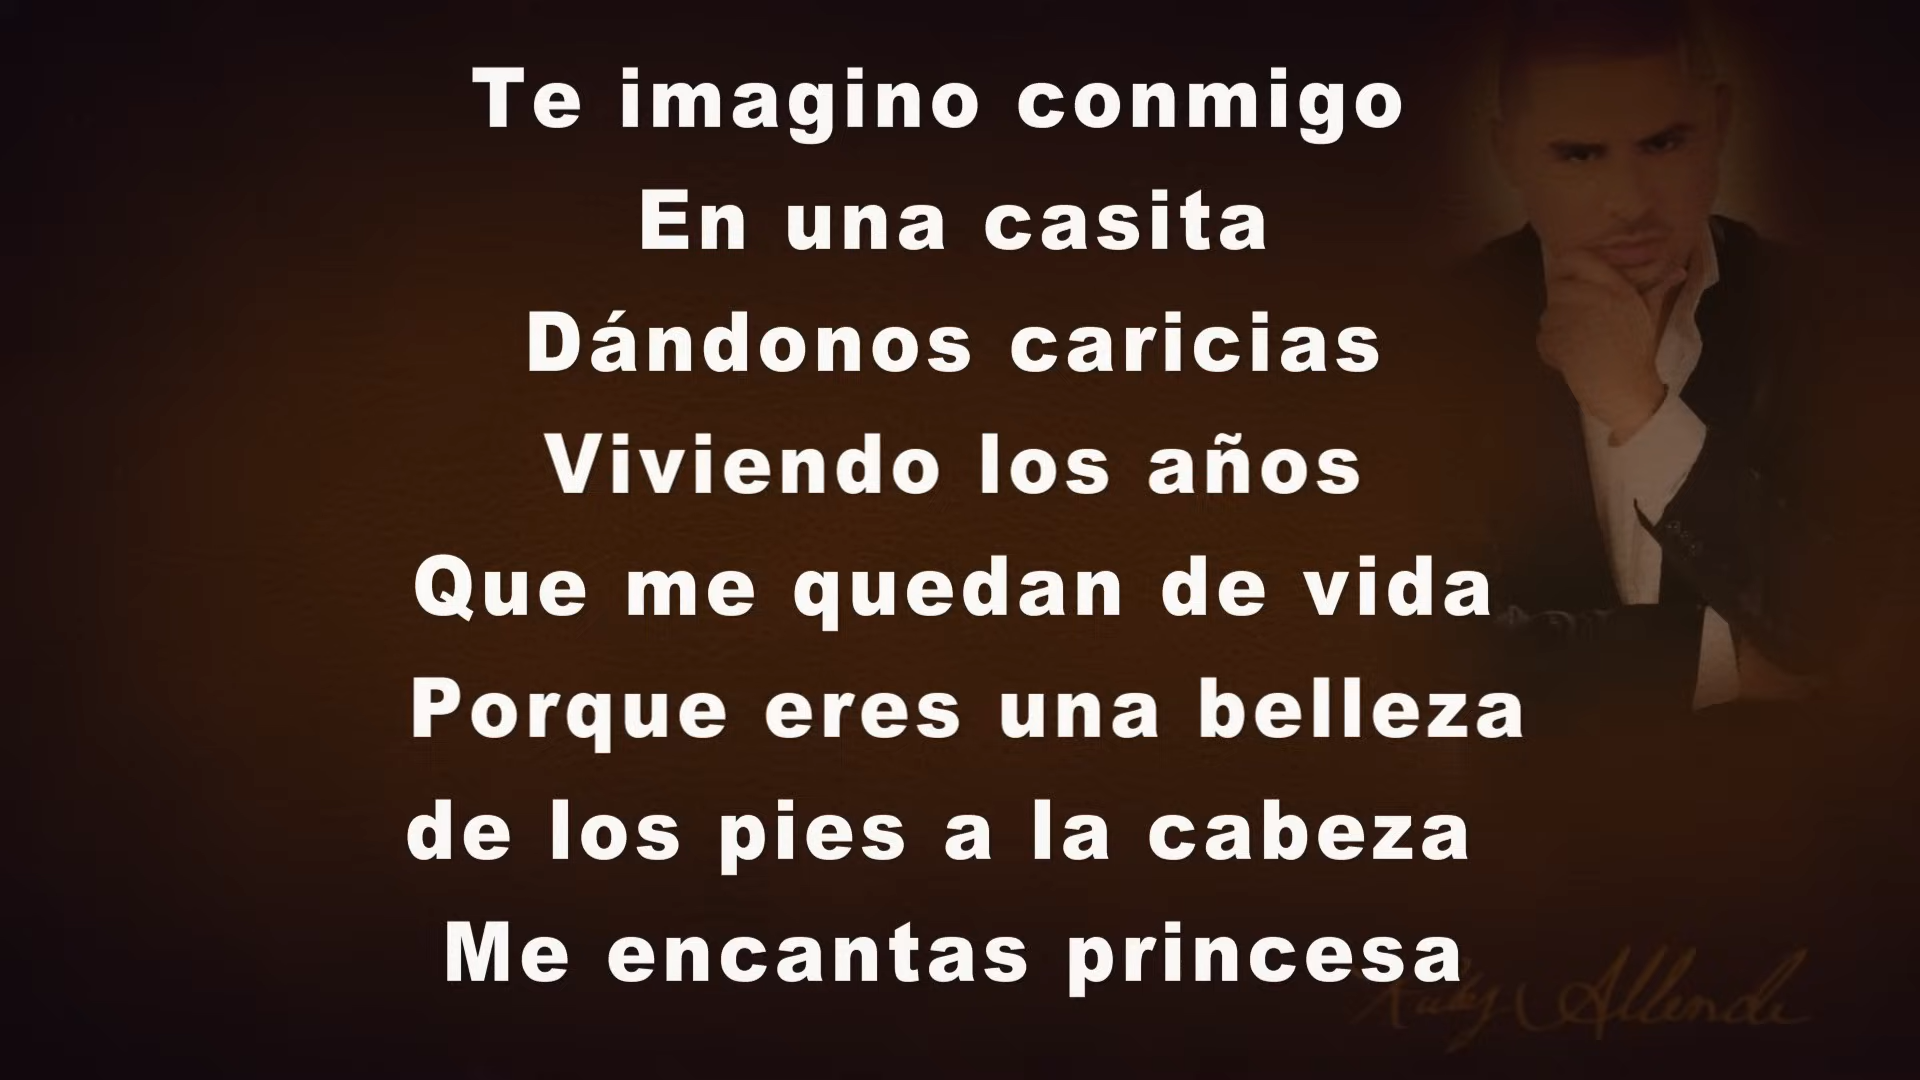 Te imagino conmigo
En una casita
Dándonos caricias
Viviendo los años
Que me quedan de vida
Porque eres una belleza
de los pies a la cabeza
Me encantas princesa
Allende